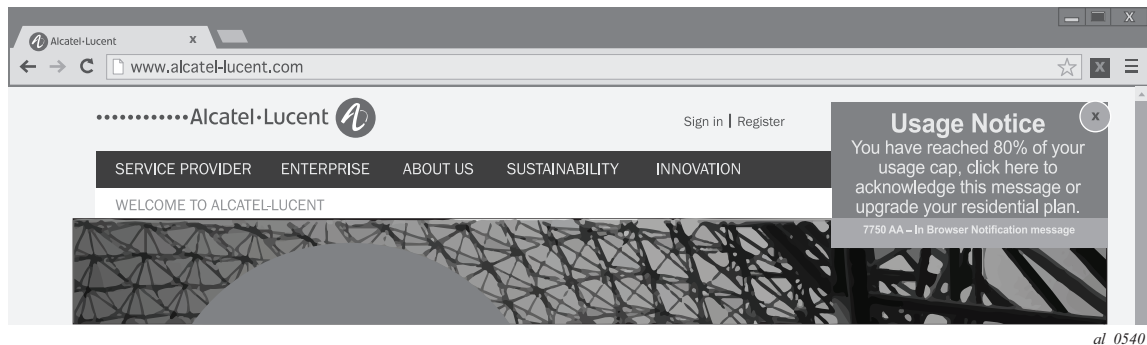 Alcatel•Lucent X
X
www.alcatel-lucent.com X
Alcatel•Lucent
Sign in | Register
X
Usage Notice
You have reached 80% of your
usage cap, click here to
acknowledge this message or
upgrade your residential plan.
7750 AA – In Browser Notification message
SERVICE PROVIDER ENTERPRISE ABOUT US SUSTAINABILITY INNOVATION
WELCOME TO ALCATEL-LUCENT
al_0540